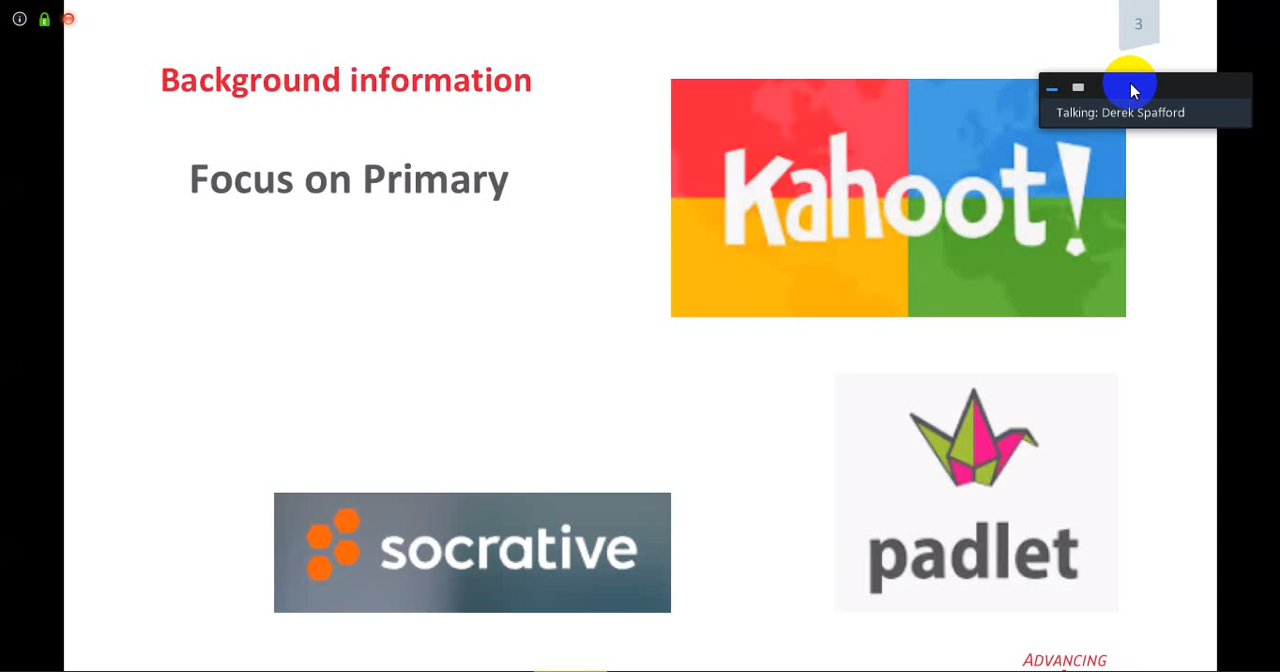 3
Background information
Talking: Derek Spafford
Focus on Primary
Kahoot!
socrative
padlet
ADVANCING